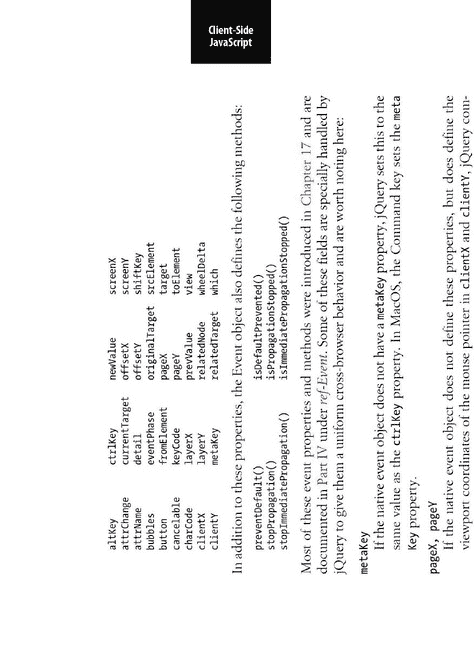 Client-Side
JavaScript
altKey ctrlKey newValue screenX
attrChange currentTarget offsetX screenY
attrName detail offsetY shiftKey
bubbles eventPhase originalTarget srcElement
button fromElement pageX target
cancelable keyCode pageY toElement
charCode layerX prevValue view
clientX layerY relatedNode wheelDelta
clientY metaKey relatedTarget which
In addition to these properties, the Event object also defines the following methods:
preventDefault() isDefaultPrevented()
stopPropagation() isPropagationStopped()
stopImmediatePropagation() isImmediatePropagationStopped()
Most of these event properties and methods were introduced in Chapter 17 and are
documented in Part IV under ref-Event. Some of these fields are specially handled by
jQuery to give them a uniform cross-browser behavior and are worth noting here:
metaKey
If the native event object does not have a metaKey property, jQuery sets this to the
same value as the ctrlKey property. In MacOS, the Command key sets the meta
Key property.
pageX, pageY
If the native event object does not define these properties, but does define the
viewport coordinates of the mouse pointer in clientX and clientY, jQuery com-